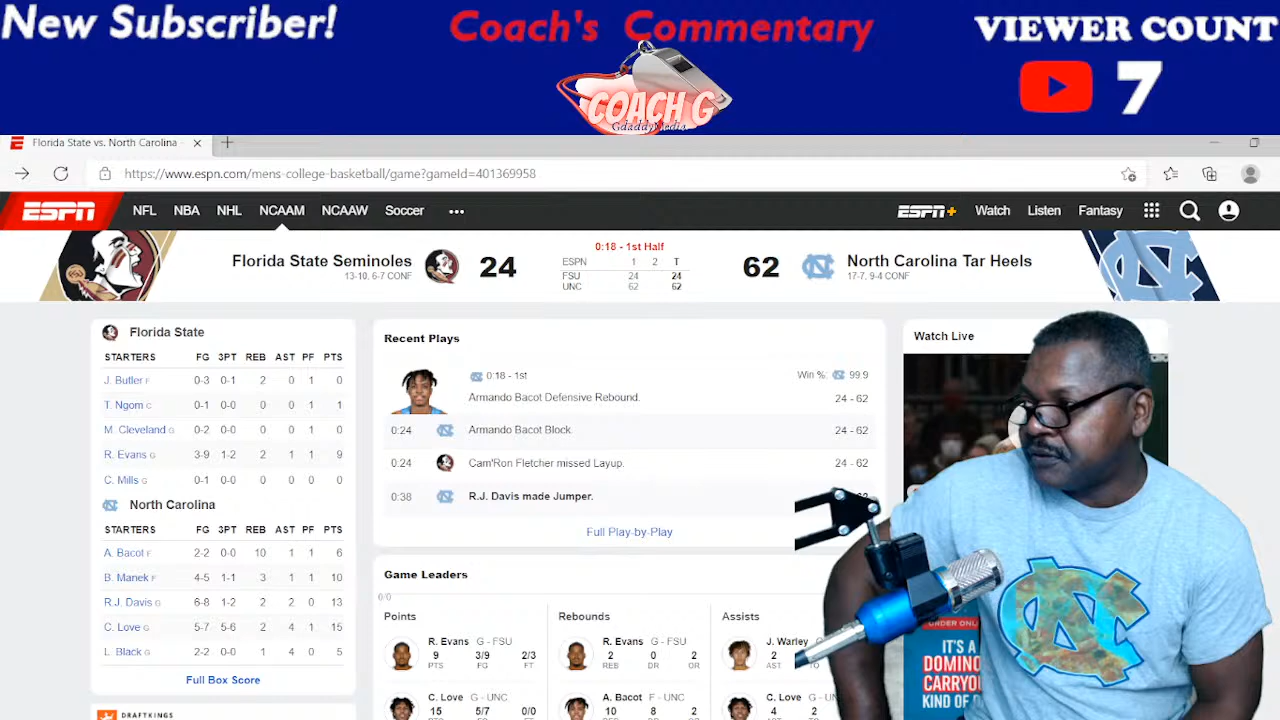 New Subscriber!
Coach's Commentary
VIEWER COUNT
COACH G
GdaddyMedia
7
Florida State vs. North Carolina
https://www.espn.com/mens-college-basketball/game?gameId=401369958
ESPN NFL NBA NHL NCAAM NCAAW Soccer ••• ESPN+ Watch Listen Fantasy
0:18 - 1st Half
Florida State Seminoles
13-10, 6-7 CONF
24
ESPN 1 2 T
FSU 24 24
UNC 62 62
62
North Carolina Tar Heels
17-7, 9-4 CONF
Florida State
STARTERS FG 3PT REB AST PF PTS
J. Butler F 0-3 0-1 2 0 1 0
T. Ngom C 0-1 0-0 0 0 1 1
M. Cleveland G 0-2 0-0 0 0 1 0
R. Evans G 3-9 1-2 2 1 1 9
C. Mills G 0-1 0-0 0 0 0 0
North Carolina
STARTERS FG 3PT REB AST PF PTS
A. Bacot F 2-2 0-0 10 1 1 6
B. Manek F 4-5 1-1 3 1 1 10
R.J. Davis G 6-8 1-2 2 2 0 13
C. Love G 5-7 5-6 2 4 1 15
L. Black G 2-2 0-0 1 4 0 5
Full Box Score
DRAFTKINGS
Recent Plays
0:18 - 1st Win %: 99.9
Armando Bacot Defensive Rebound. 24 - 62
0:24 Armando Bacot Block. 24 - 62
0:24 Cam'Ron Fletcher missed Layup. 24 - 62
0:38 R.J. Davis made Jumper.
Full Play-by-Play
Game Leaders
0/0
Points Rebounds Assists
R. Evans G - FSU
9 3/9 2/3
PTS FG FT
C. Love G - UNC
15 5/7 0/0
R. Evans G - FSU
2 0 2
REB DR OR
A. Bacot F - UNC
10 8 2
J. Warley
2
AST TO
C. Love G - UN
4 2
Watch Live
ORDER ONL
IT'S A
DOMINO
CARRYOU
KIND OF